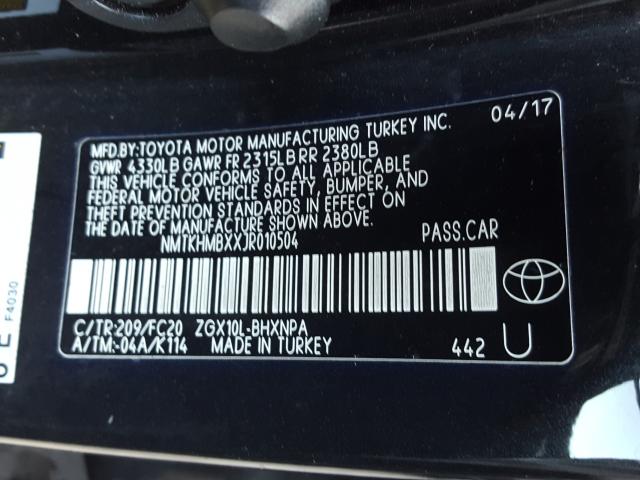 MFD.BY:TOYOTA MOTOR MANUFACTURING TURKEY INC. 04/17
GVWR 4330LB GAWR FR 2315LB RR 2380LB
THIS VEHICLE CONFORMS TO ALL APPLICABLE
FEDERAL MOTOR VEHICLE SAFETY, BUMPER, AND
THEFT PREVENTION STANDARDS IN EFFECT ON
THE DATE OF MANUFACTURE SHOWN ABOVE.
NMTKHMBXXJR010504 PASS.CAR
C/TR:209/FC20 ZGX10L-BHXNPA
A/TM:-04A/K114 MADE IN TURKEY 442 U
F4030